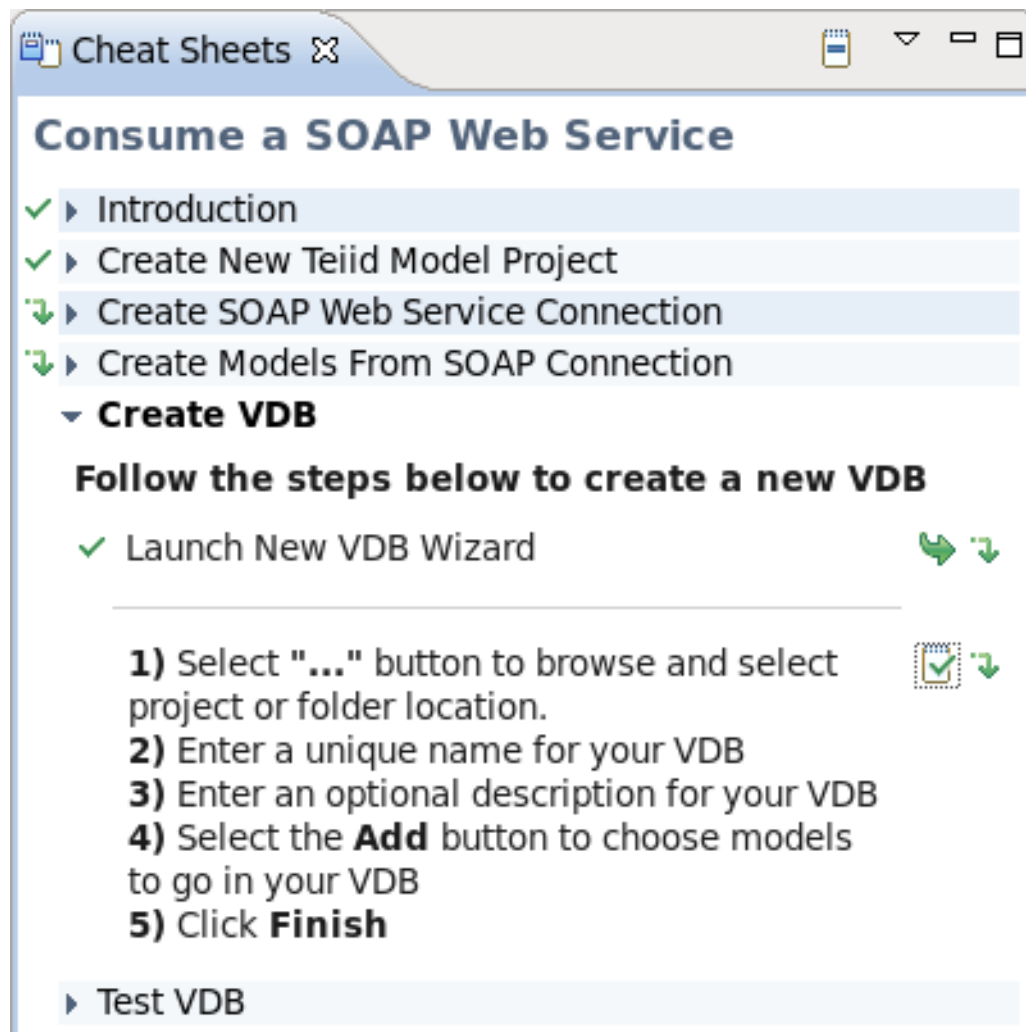 Cheat Sheets
Consume a SOAP Web Service
Introduction
Create New Teiid Model Project
Create SOAP Web Service Connection
Create Models From SOAP Connection
Create VDB
Follow the steps below to create a new VDB
Launch New VDB Wizard
1) Select "..." button to browse and select
project or folder location.
2) Enter a unique name for your VDB
3) Enter an optional description for your VDB
4) Select the Add button to choose models
to go in your VDB
5) Click Finish
Test VDB